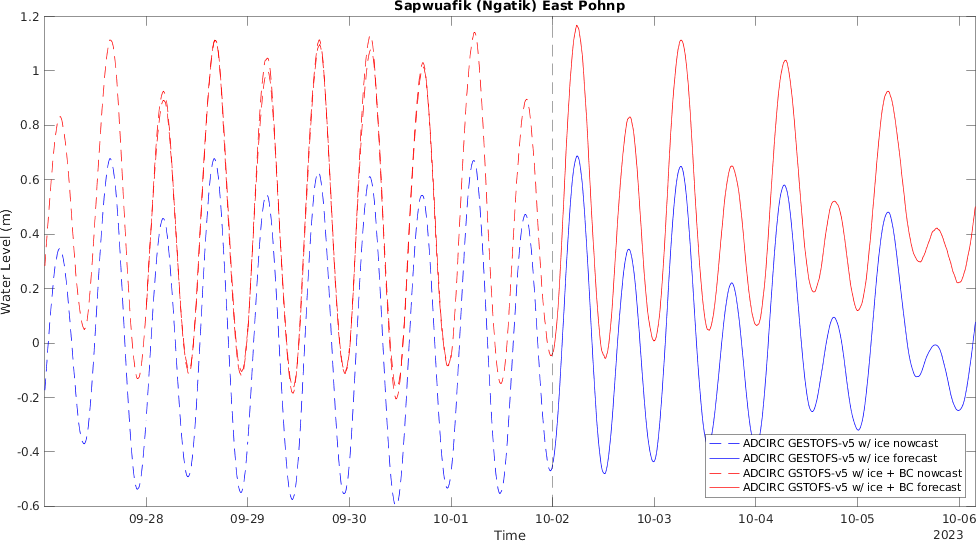 Sapwuafik (Ngatik) East Pohnp
1.2
1
0.8
0.6
0.4
0.2
0
-0.2
-0.4
-0.6
Water Level (m)
ADCIRC GESTOFS-v5 w/ ice nowcast
ADCIRC GESTOFS-v5 w/ ice forecast
ADCIRC GSTOFS-v5 w/ ice + BC nowcast
ADCIRC GSTOFS-v5 w/ ice + BC forecast
09-28 09-29 09-30 10-01 10-02 10-03 10-04 10-05 10-06
Time
2023